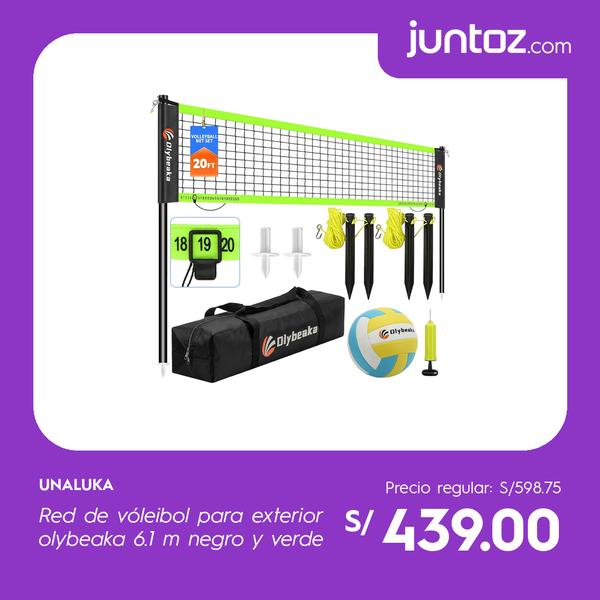 juntoz.com
VOLLEYBALL
NET SET
20FT
Olybeaka
Olybeaka
18 19 20
Olybeaka
Olybeaka
UNALUKA
Precio regular: S/598.75
Red de vóleibol para exterior
olybeaka 6.1 m negro y verde
S/ 439.00